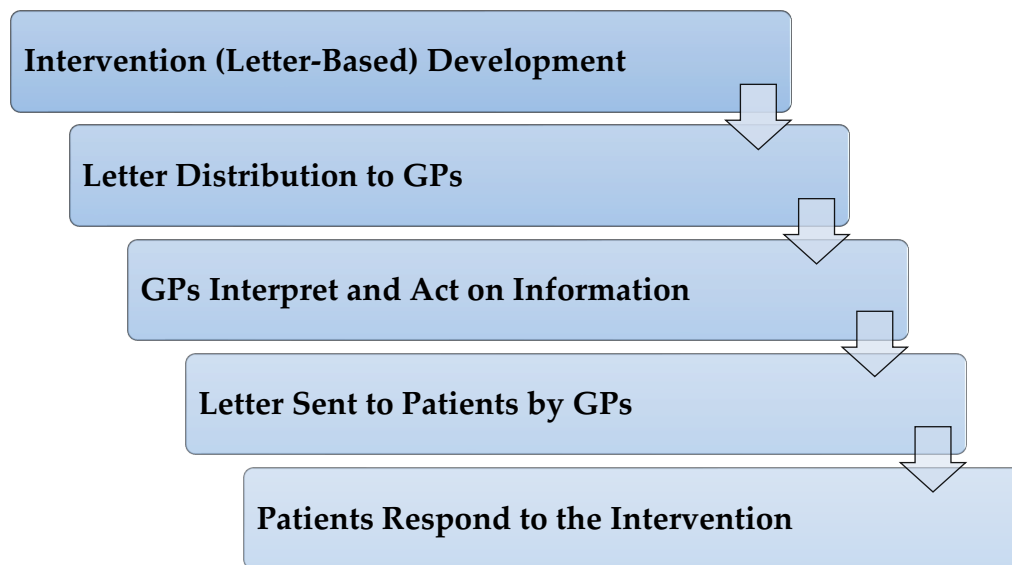 Intervention (Letter-Based) Development
Letter Distribution to GPs
GPs Interpret and Act on Information
Letter Sent to Patients by GPs
Patients Respond to the Intervention